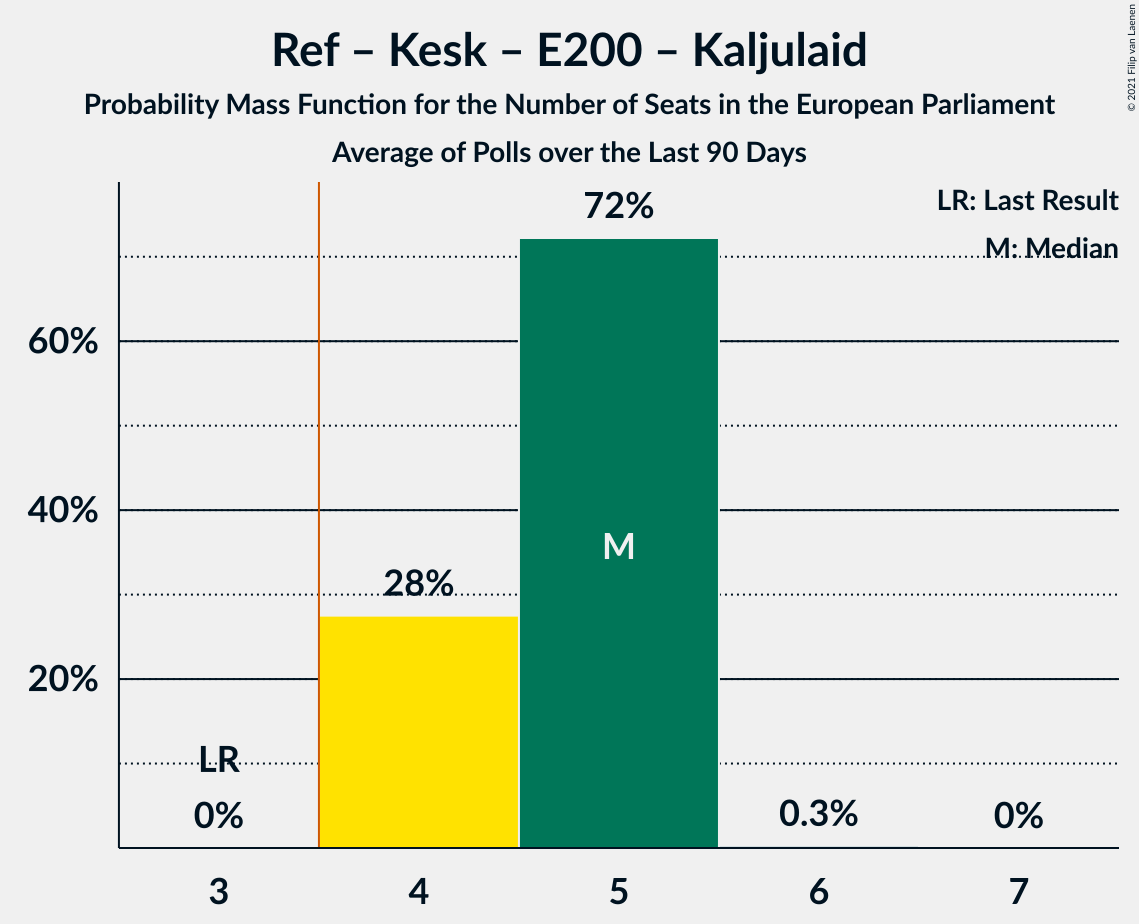 Ref – Kesk – E200 – Kaljulaid
Probability Mass Function for the Number of Seats in the European Parliament
Average of Polls over the Last 90 Days
© 2021 Filip van Laenen
LR: Last Result
M: Median
72%
60%
40%
M
28%
20%
LR
0%
0.3%
0%
3 4 5 6 7